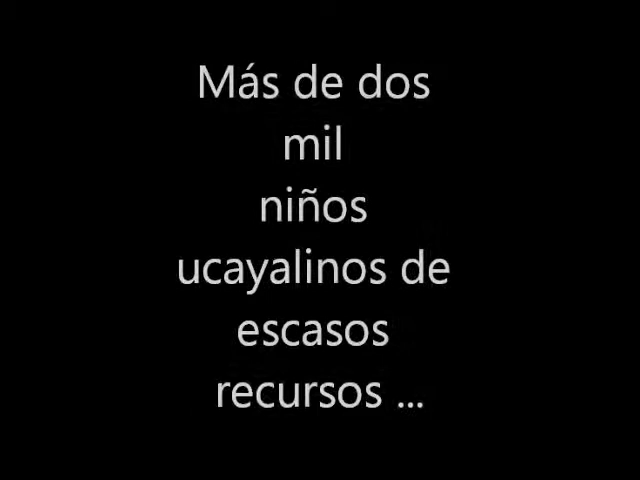 Más de dos
mil
niños
ucayalinos de
escasos
recursos ...